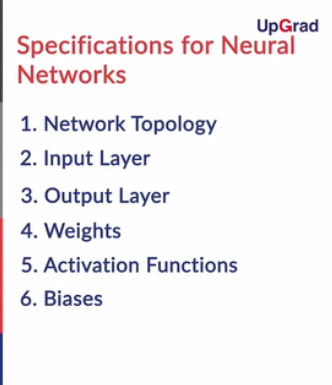 UpGrad
Specifications for Neural
Networks
1. Network Topology
2. Input Layer
3. Output Layer
4. Weights
5. Activation Functions
6. Biases